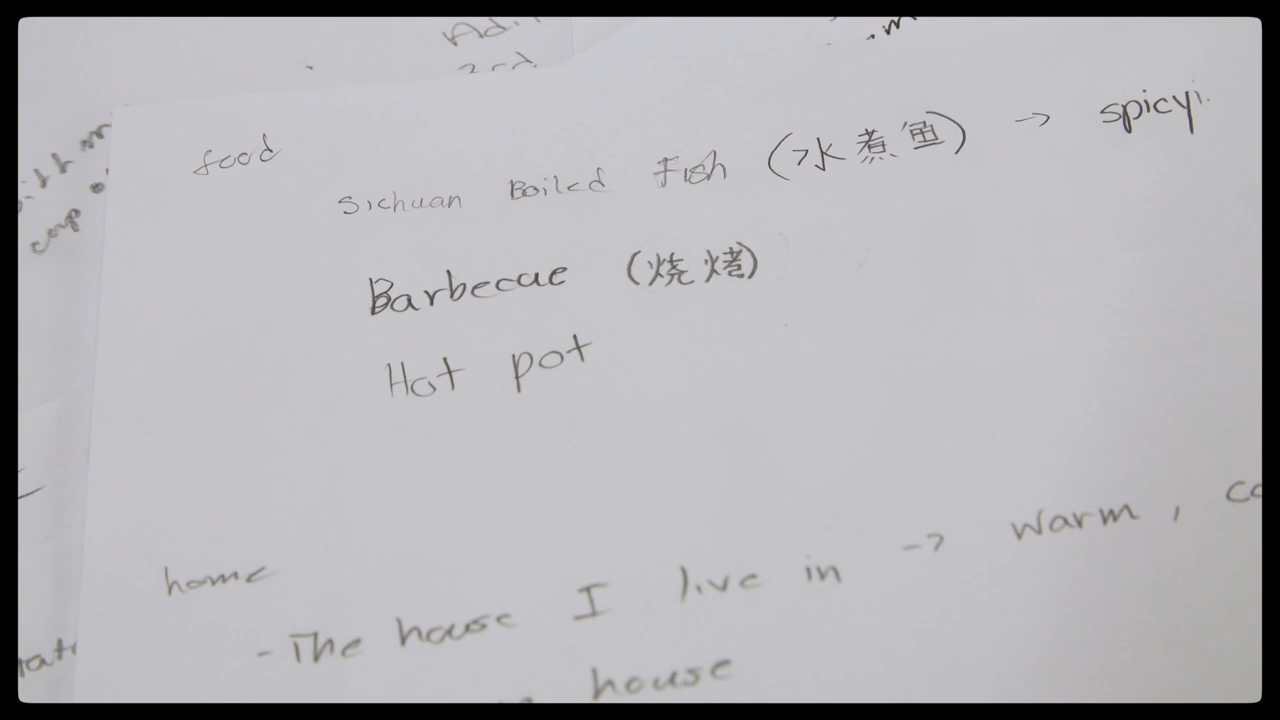 food
Sichuan Boiled Fish (水煮鱼) → spicy
Barbecue (烧烤)
Hot pot
home
- The house I live in -> warm ,
house